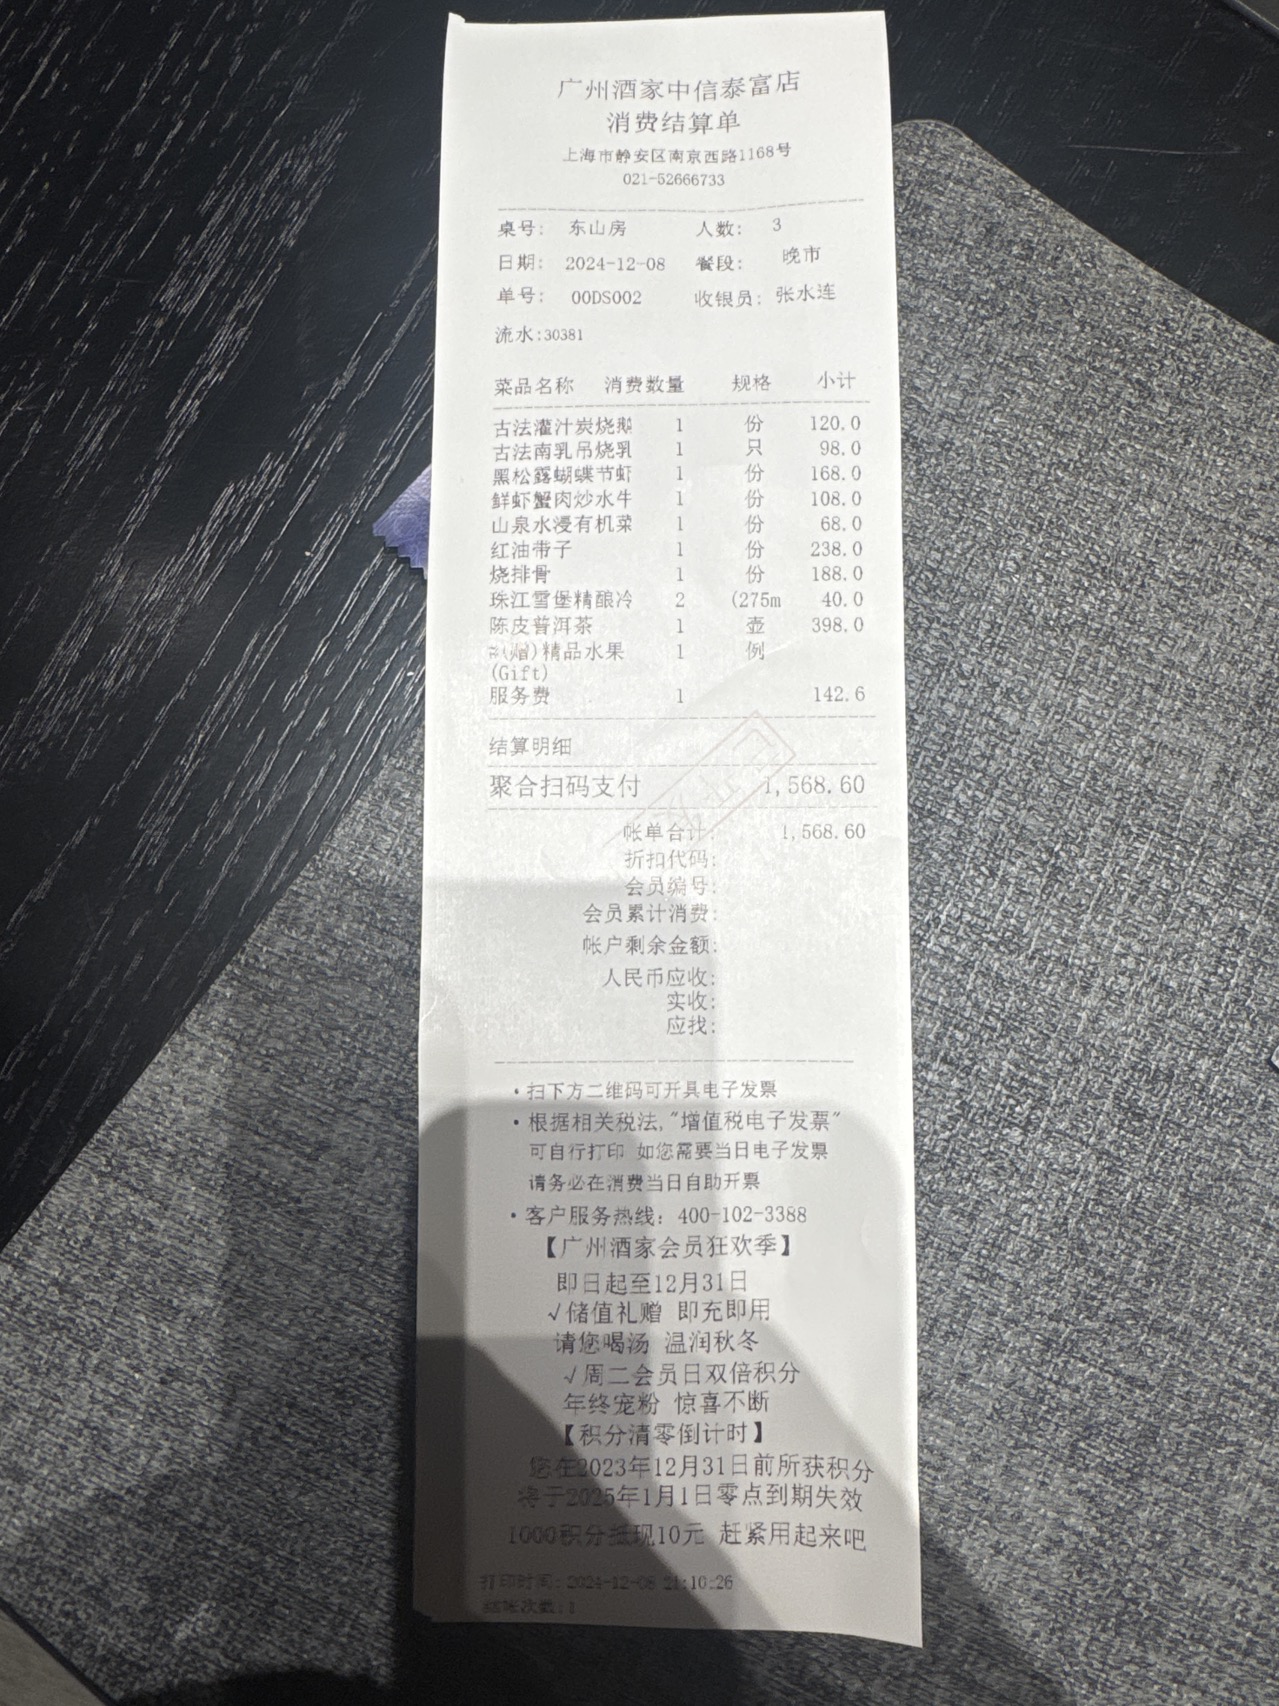 广州酒家中信泰富店
消费结算单
上海市静安区南京西路1168号
021-52666733
桌号: 东山房 人数: 3
日期: 2024-12-08 餐段: 晚市
单号: 00DS002 收银员: 张水连
流水:30381
菜品名称 消费数量 规格 小计
古法灌汁炭烧鹅 1 份 120.0
古法南乳吊烧乳 1 只 98.0
黑松露蝴蝶节虾 1 份 168.0
鲜虾蟹肉炒水牛 1 份 108.0
山泉水浸有机菜 1 份 68.0
红油带子 1 份 238.0
烧排骨 1 份 188.0
珠江雪堡精酿冷 2 (275m 40.0
陈皮普洱茶 1 壶 398.0
(赠)精品水果 1 例
(Gift)
服务费 1 142.6
结算明细
聚合扫码支付 1,568.60
帐单合计: 1,568.60
折扣代码:
会员编号:
会员累计消费:
帐户剩余金额:
人民币应收:
实收:
应找:
·扫下方二维码可开具电子发票
·根据相关税法,"增值税电子发票"
可自行打印 如您需要当日电子发票
请务必在消费当日自助开票
·客户服务热线: 400-102-3388
【广州酒家会员狂欢季】
即日起至12月31日
√储值礼赠 即充即用
请您喝汤 温润秋冬
√周二会员日双倍积分
年终宠粉 惊喜不断
【积分清零倒计时】
您在2023年12月31日前所获积分
将于2025年1月1日零点到期失效
1000积分抵现10元 赶紧用起来吧
打印时间: 2024-12-08 21:10:26
结帐次数:1